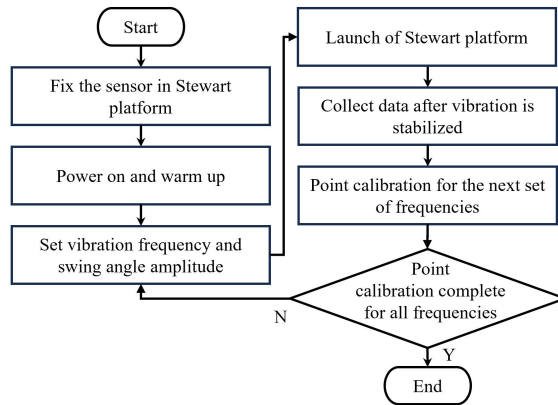 Start
Fix the sensor in Stewart
platform
Power on and warm up
Set vibration frequency and
swing angle amplitude
Launch of Stewart platform
Collect data after vibration is
stabilized
Point calibration for the next set
of frequencies
Point
calibration complete
for all frequencies
N
Y
End